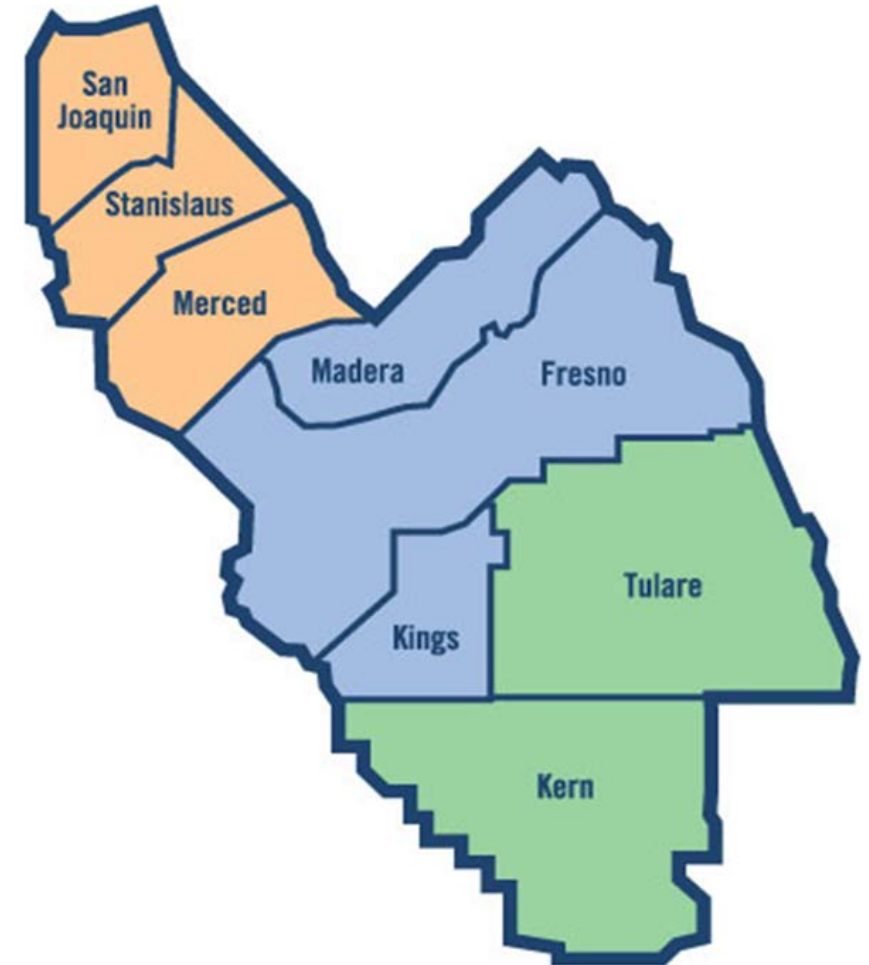 San
Joaquin
Stanislaus
Merced
Madera
Fresno
Tulare
Kings
Kern